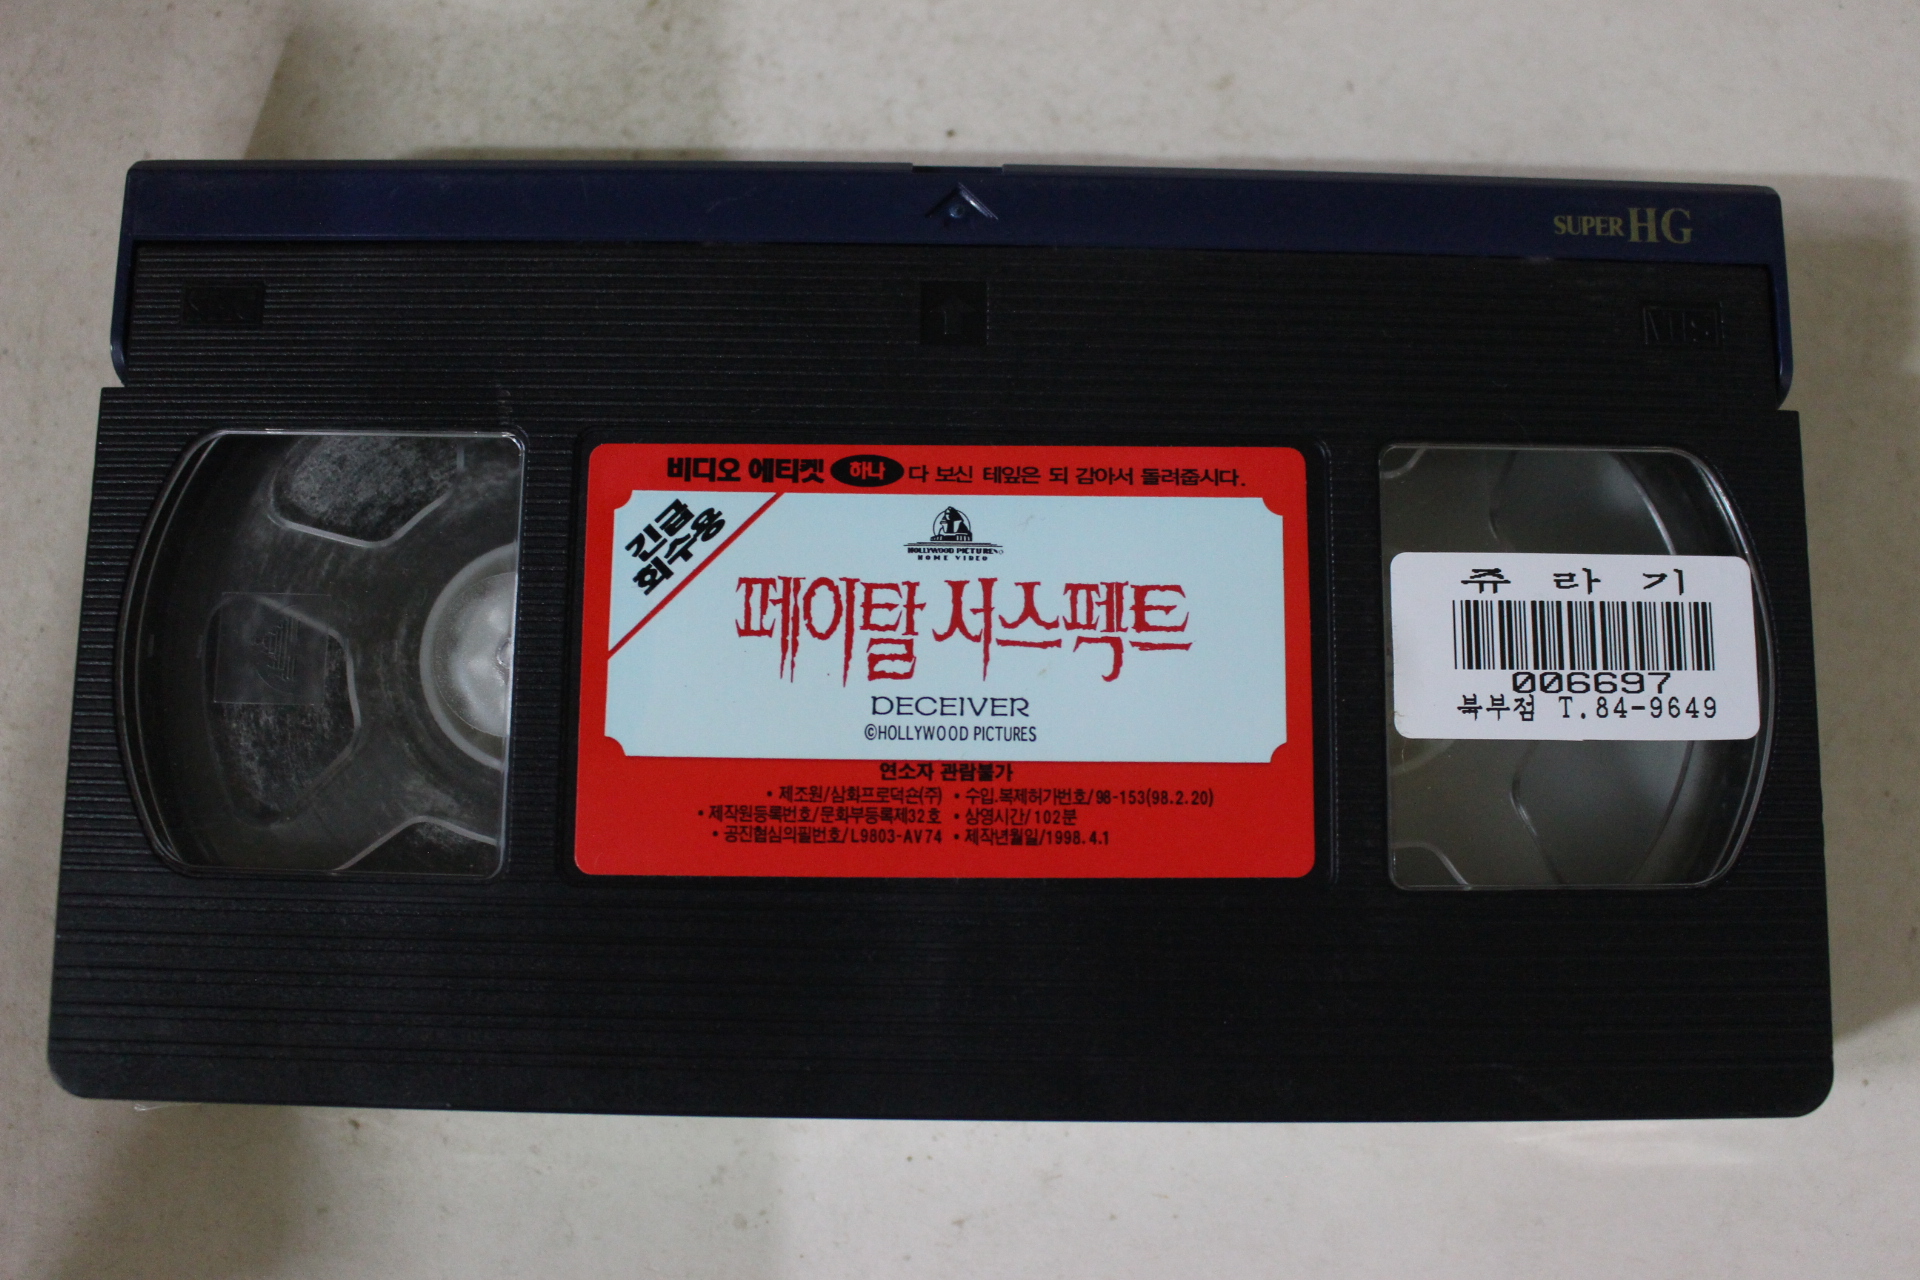 SUPER HG
VHS
비디오 에티켓 하나 다 보신 테잎은 되 감아서 돌려줍시다.
긴급
회수용
HOLLYWOOD PICTURES
HOME VIDEO
페이탈 서스펙트
DECEIVER
©HOLLYWOOD PICTURES
연소자 관람불가
• 제조원/삼화프로덕숀(주) • 수입.복제허가번호/98-153(98.2.20)
• 제작원등록번호/문화부등록제32호 • 상영시간/102분
• 공진협심의필번호/L9803-AV74 • 제작년월일/1998.4.1
쥬라기
006697
북부점 T.84-9649